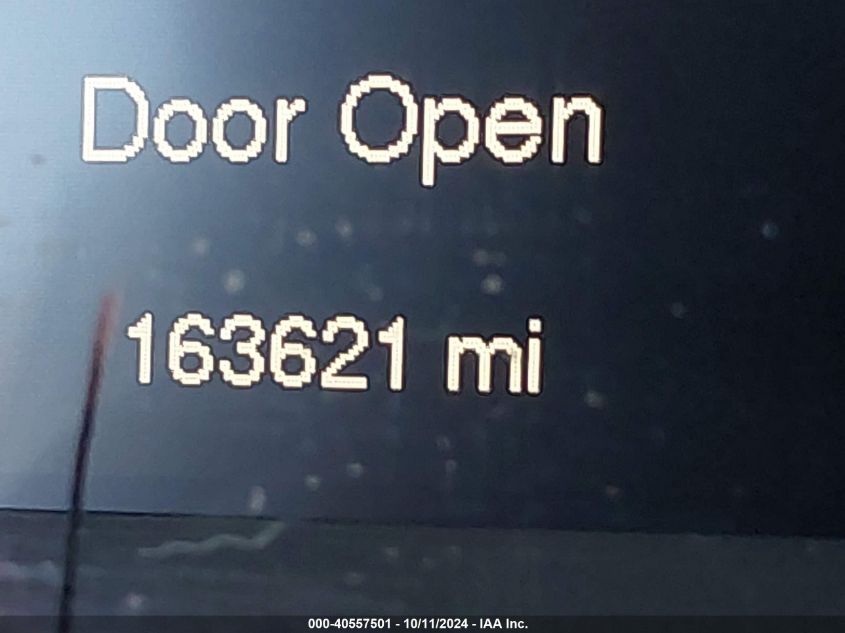 Door Open
163621 mi
000-40557501 - 10/11/2024 - IAA Inc.